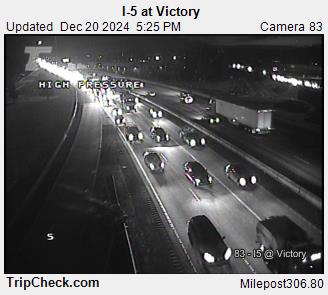 I-5 at Victory
Updated  Dec 20 2024  5:25 PM
Camera 83
HIGH PRESSURE
S
83 - I5 @ Victory
TripCheck.com
Milepost306.80